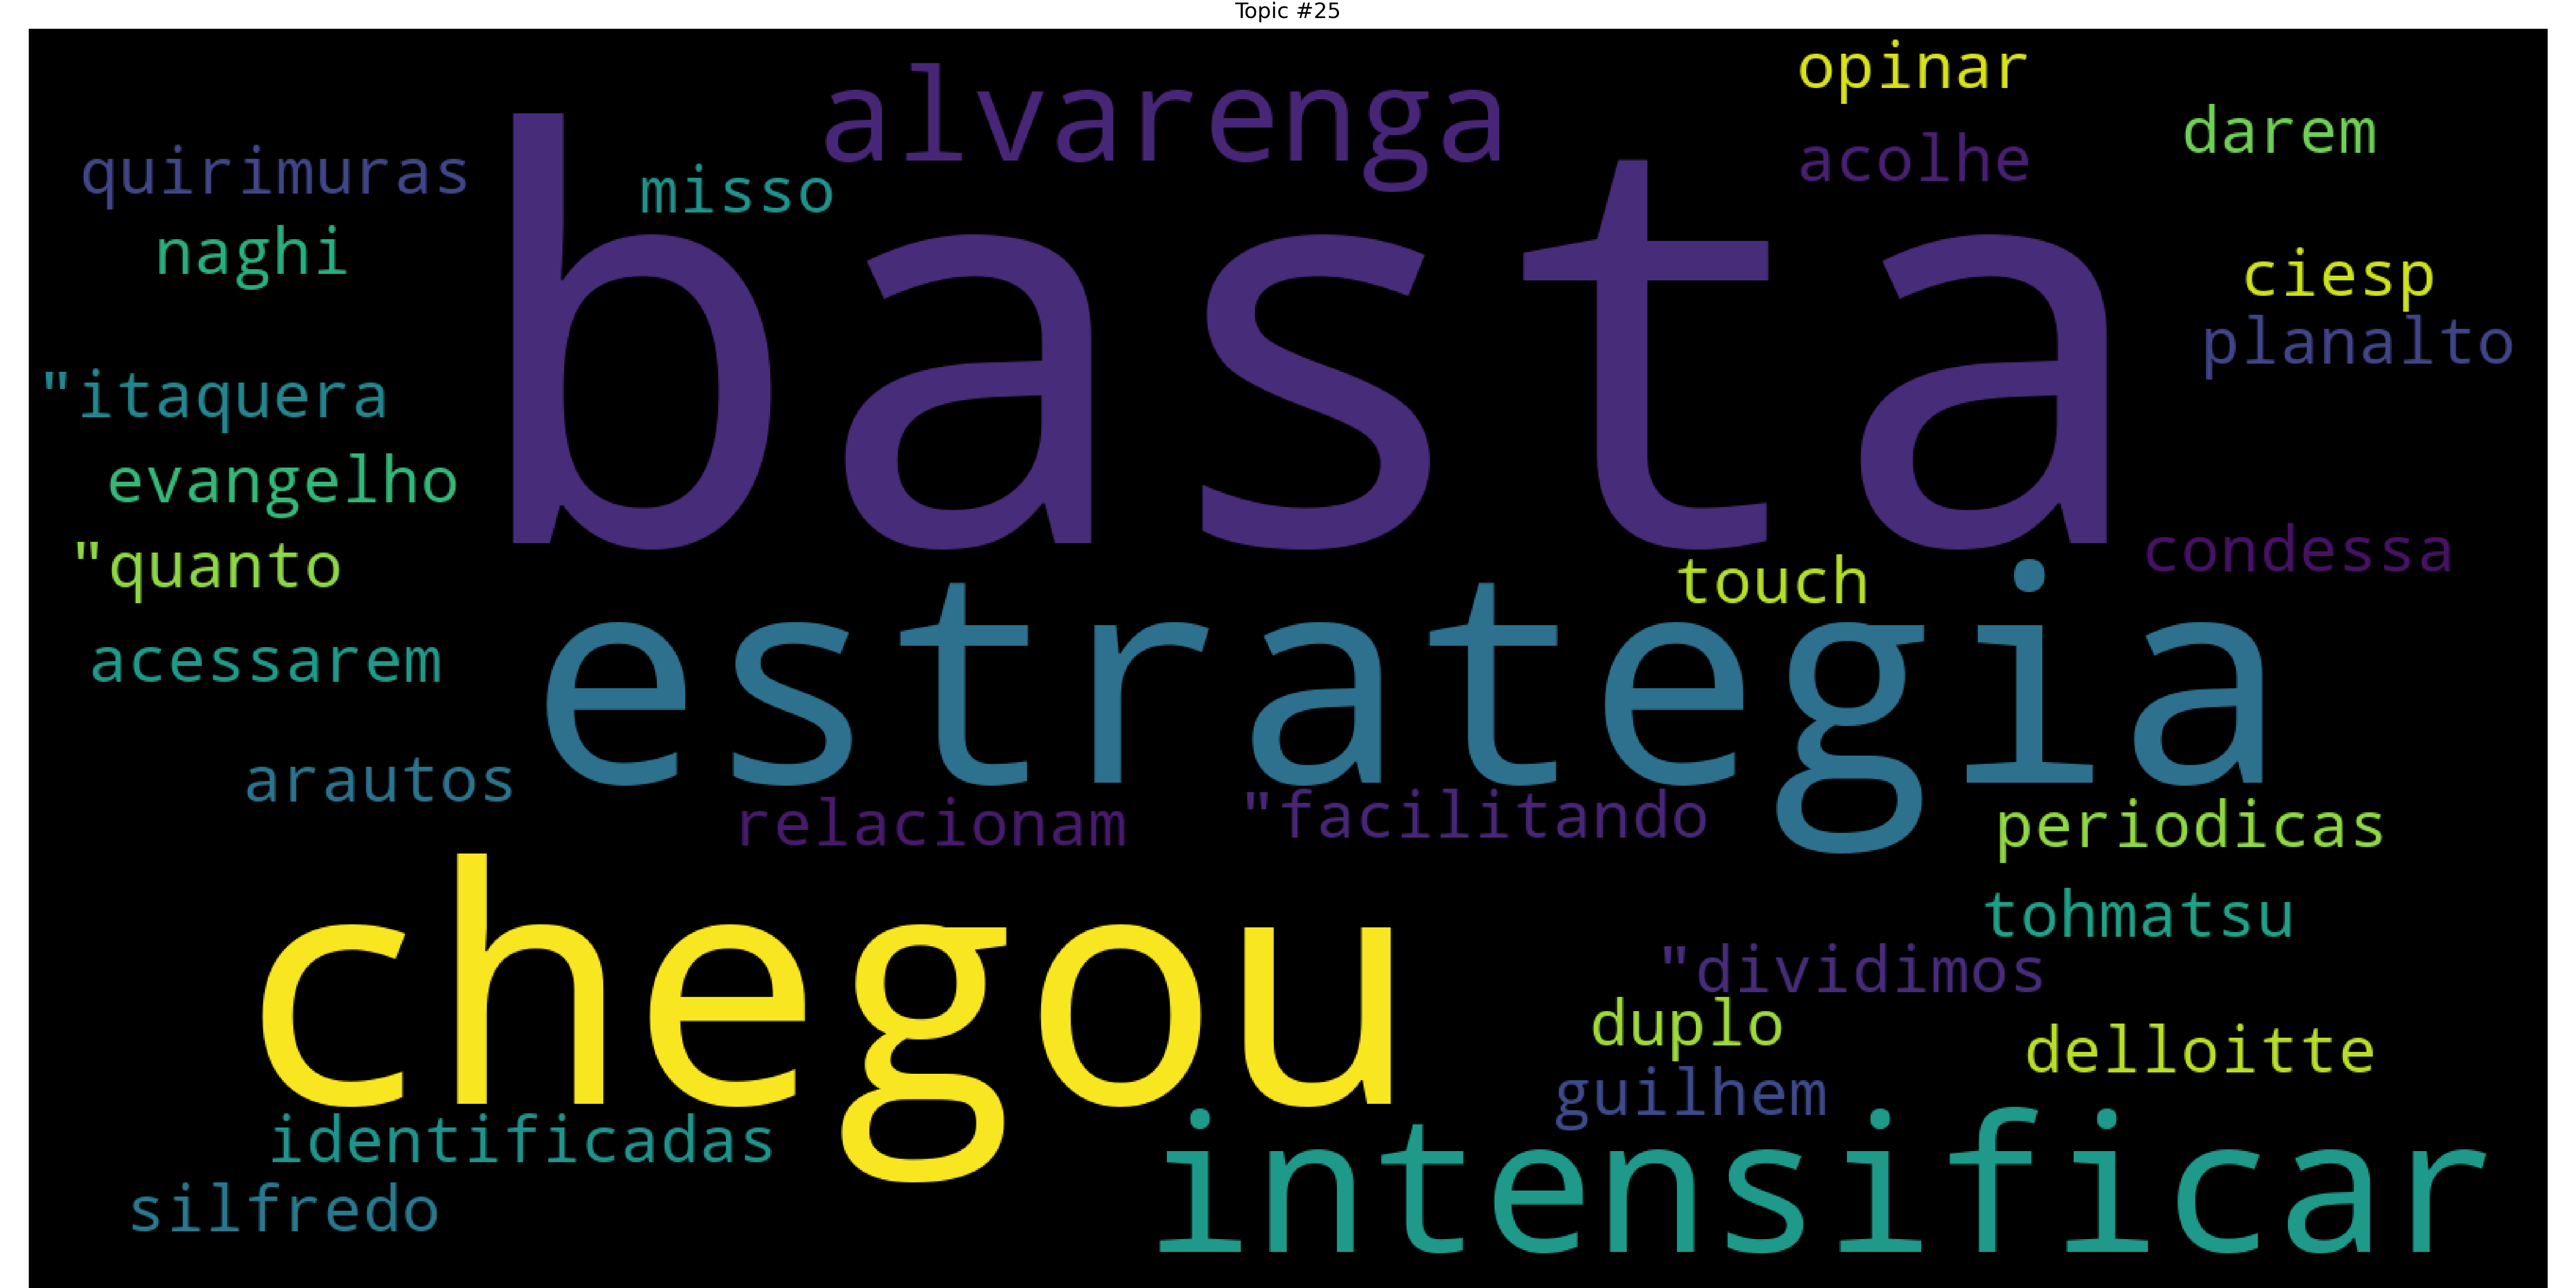 Topic #25
opinar
alvarenga
darem
acolhe
quirimuras
misso
naghi
basta
ciesp
planalto
"itaquera
evangelho
"quanto
touch
condessa
acessarem
estrategia
arautos
relacionam
"facilitando
periodicas
tohmatsu
"dividimos
chegou
duplo
delloitte
guilhem
identificadas
intensificar
silfredo